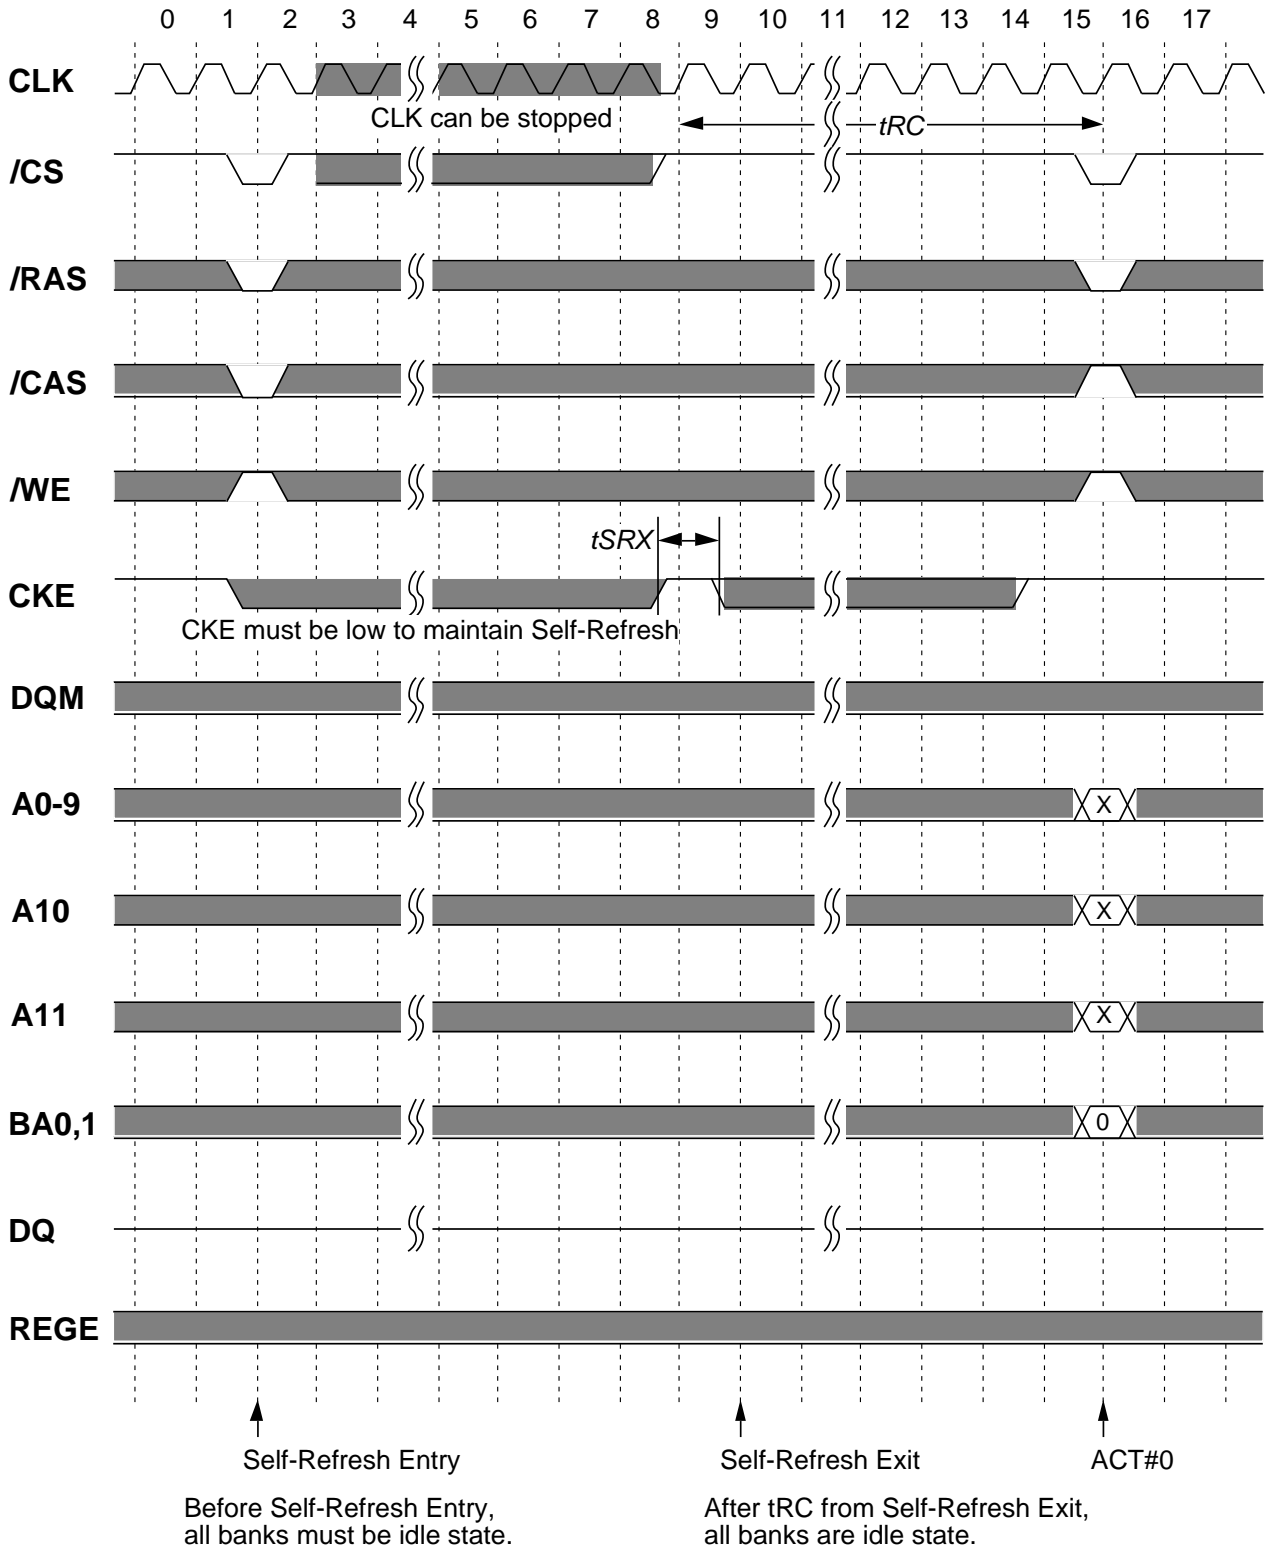 0 1 2 3 4 5 6 7 8 9 10 11 12 13 14 15 16 17
CLK
CLK can be stopped
tRC
/CS
/RAS
/CAS
/WE
tSRX
CKE
CKE must be low to maintain Self-Refresh
DQM
A0-9
X
A10
X
A11
X
BA0,1
0
DQ
REGE
Self-Refresh Entry
Self-Refresh Exit
ACT#0
Before Self-Refresh Entry,
all banks must be idle state.
After tRC from Self-Refresh Exit,
all banks are idle state.